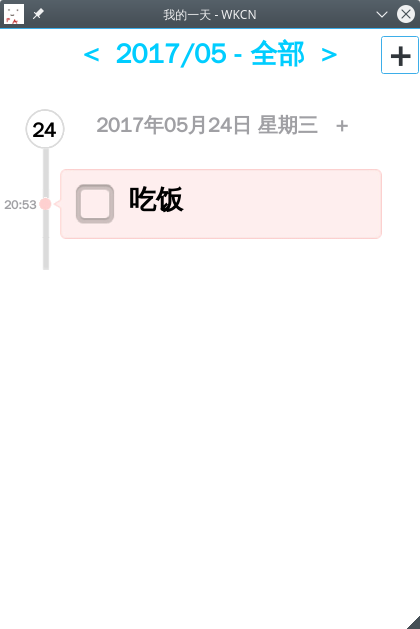 我的一天 - WKCN
< 2017/05 - 全部 >
+
24
2017年05月24日 星期三 +
20:53
吃饭